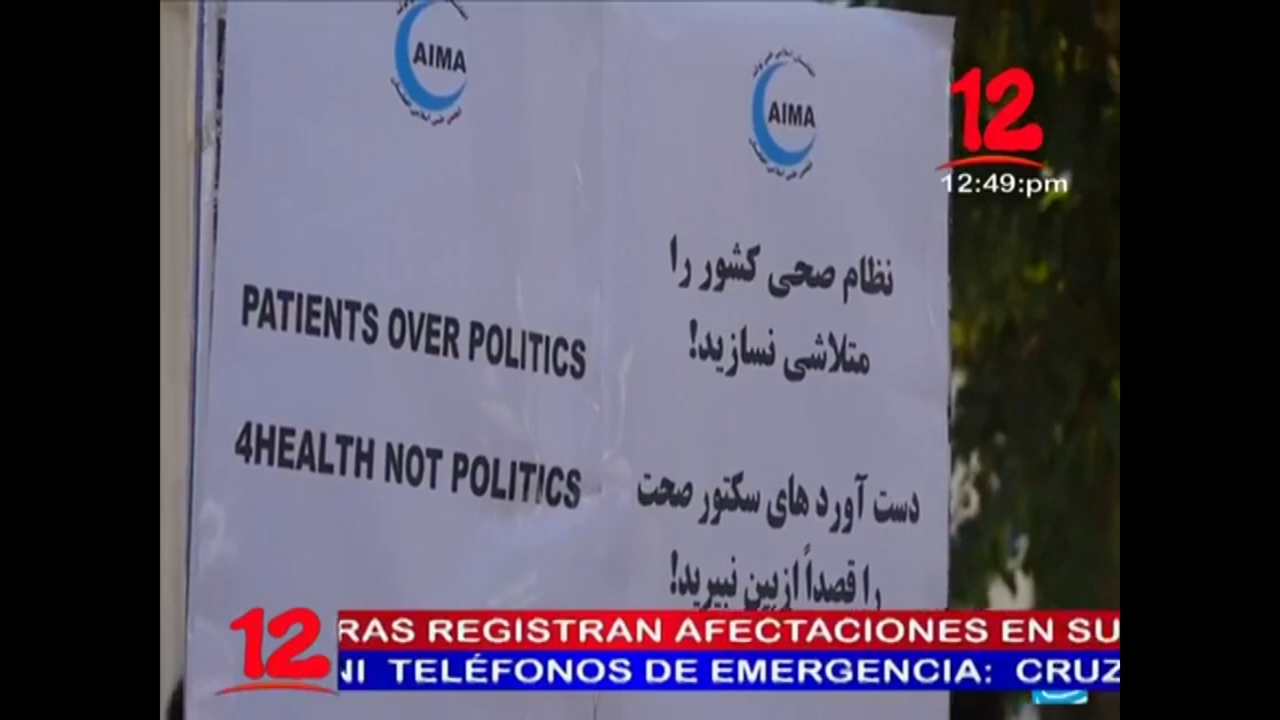 AIMA
PATIENTS OVER POLITICS
4HEALTH NOT POLITICS
AIMA
نظام صحی کشور را
متلاشی نسازید!
دست آورد های سکتور صحت
را قصداً ازبین نبرید!
12
12:49:pm
12
RAS REGISTRAN AFECTACIONES EN SU
NI TELÉFONOS DE EMERGENCIA: CRUZ